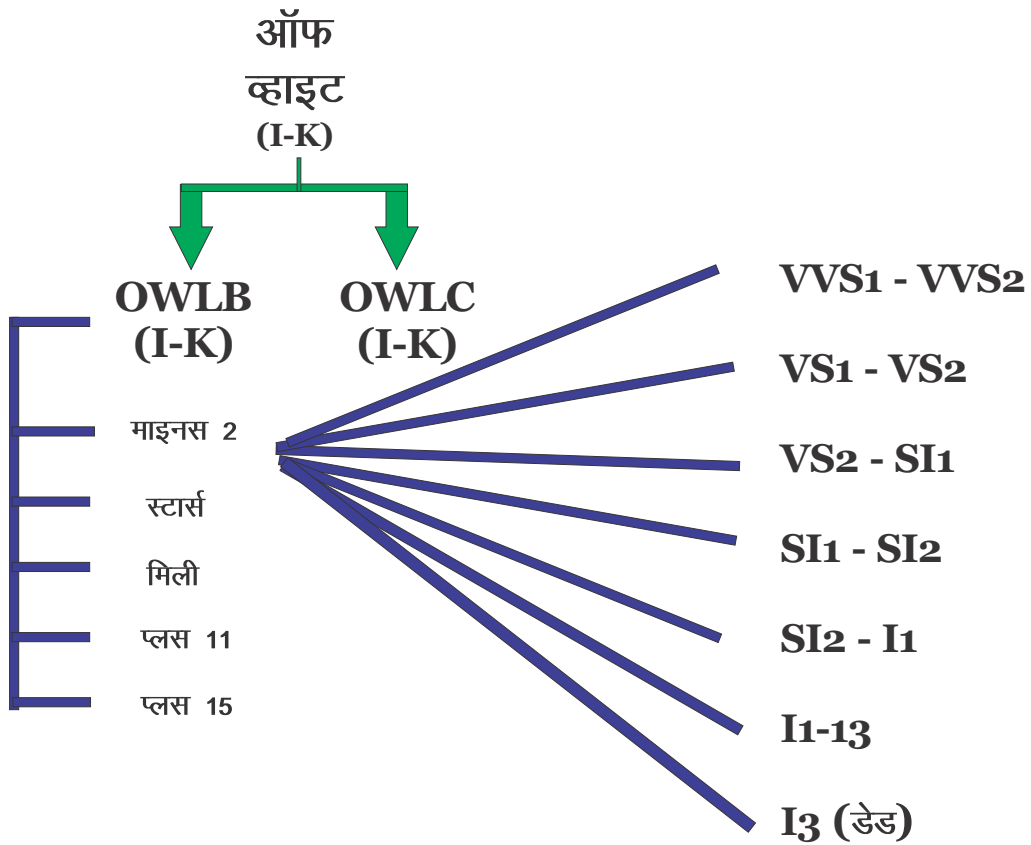 ऑफ
व्हाइट
(I-K)
OWLB
(I-K)
OWLC
(I-K)
माइनस 2
स्टार्स
मिली
प्लस 11
प्लस 15
VVS1 - VVS2
VS1 - VS2
VS2 - SI1
SI1 - SI2
SI2 - I1
I1-13
I3 (डेड)